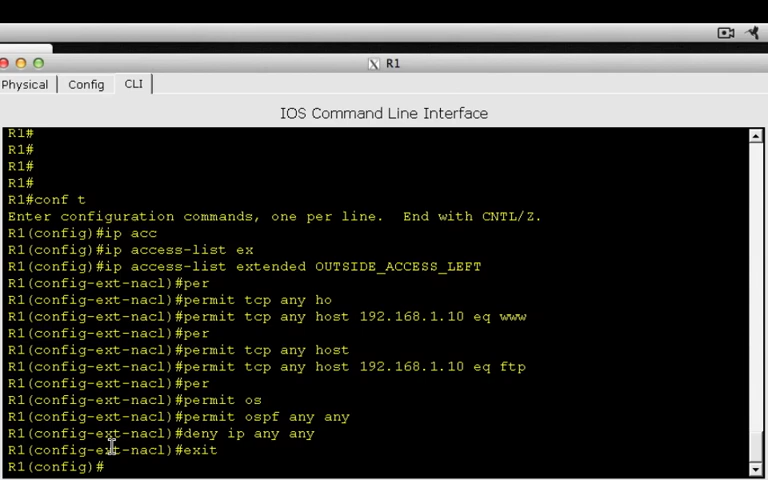 R1
Physical
Config
CLI
IOS Command Line Interface
R1#
R1#
R1#
R1#
R1#conf t
Enter configuration commands, one per line.  End with CNTL/Z.
R1(config)#ip acc
R1(config)#ip access-list ex
R1(config)#ip access-list extended OUTSIDE_ACCESS_LEFT
R1(config-ext-nacl)#per
R1(config-ext-nacl)#permit tcp any ho
R1(config-ext-nacl)#permit tcp any host 192.168.1.10 eq www
R1(config-ext-nacl)#per
R1(config-ext-nacl)#permit tcp any host
R1(config-ext-nacl)#permit tcp any host 192.168.1.10 eq ftp
R1(config-ext-nacl)#per
R1(config-ext-nacl)#permit os
R1(config-ext-nacl)#permit ospf any any
R1(config-ext-nacl)#deny ip any any
R1(config-ext-nacl)#exit
R1(config)#